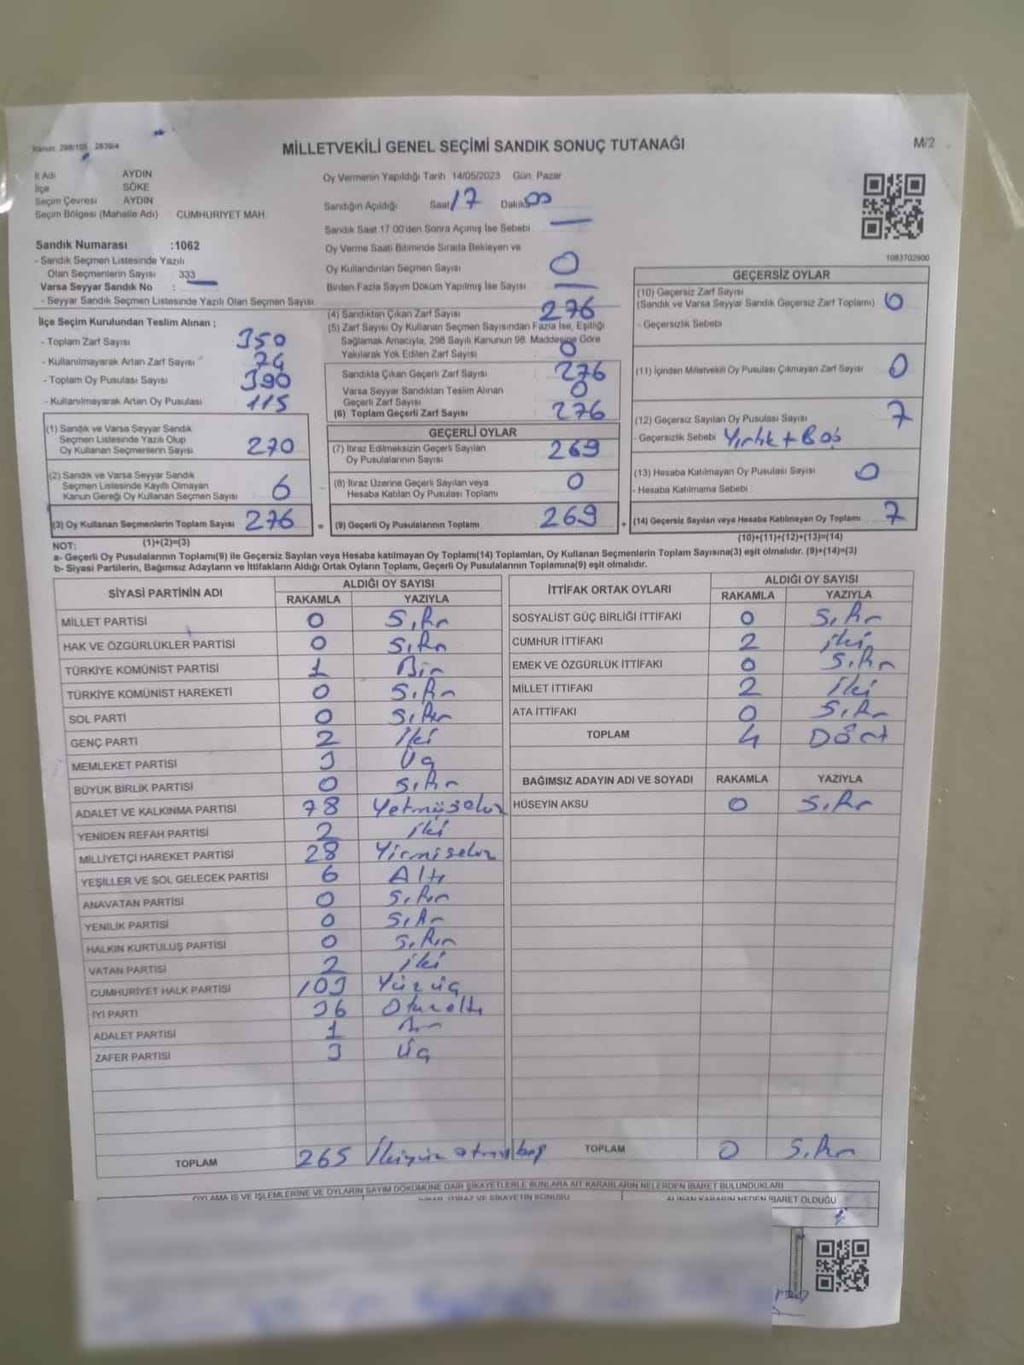 Kanun: 298/105 2839/4
MİLLETVEKİLİ GENEL SEÇİMİ SANDIK SONUÇ TUTANAĞI
M/2
İl Adı AYDIN
İlçe SÖKE
Seçim Çevresi AYDIN
Seçim Bölgesi (Mahalle Adı) CUMHURİYET MAH.
Oy Vermenin Yapıldığı Tarih 14/05/2023 Gün: Pazar
Sandığın Açıldığı Saat 17 Dakika 00
Sandık Saat 17.00'den Sonra Açımış İse Sebebi
Oy Verme Saati Bitiminde Sırada Bekleyen ve
Oy Kullandırılan Seçmen Sayısı 0
Birden Fazla Sayım Döküm Yapılmış İse Sayısı
1083702900
Sandık Numarası :1062
- Sandık Seçmen Listesinde Yazılı
Olan Seçmenlerin Sayısı 333
Varsa Seyyar Sandık No :
- Seyyar Sandık Seçmen Listesinde Yazılı Olan Seçmen Sayısı
İlçe Seçim Kurulundan Teslim Alınan ;
- Toplam Zarf Sayısı 350
- Kullanılmayarak Artan Zarf Sayısı 74
- Toplam Oy Pusulası Sayısı 390
- Kullanılmayarak Artan Oy Pusulası 115
(1) Sandık ve Varsa Seyyar Sandık
Seçmen Listesinde Yazılı Olup
Oy Kullanan Seçmenlerin Sayısı 270
(2) Sandık ve Varsa Seyyar Sandık
Seçmen Listesinde Kayıtlı Olmayan
Kanun Gereği Oy Kullanan Seçmen Sayısı 6
(3) Oy Kullanan Seçmenlerin Toplam Sayısı 276
(1)+(2)=(3)
(4) Sandıktan Çıkan Zarf Sayısı 276
(5) Zarf Sayısı Oy Kullanan Seçmen Sayısından Fazla İse, Eşitliği
Sağlamak Amacıyla, 298 Sayılı Kanunun 98. Maddesine Göre
Yakılarak Yok Edilen Zarf Sayısı 0
Sandıkta Çıkan Geçerli Zarf Sayısı 276
Varsa Seyyar Sandıktan Teslim Alınan
Geçerli Zarf Sayısı 0
(6) Toplam Geçerli Zarf Sayısı 276
GEÇERLİ OYLAR
(7) İtiraz Edilmeksizin Geçerli Sayılan
Oy Pusulalarının Sayısı 269
(8) İtiraz Üzerine Geçerli Sayılan veya
Hesaba Katılan Oy Pusulası Toplamı 0
= (9) Geçerli Oy Pusulalarının Toplamı 269
GEÇERSİZ OYLAR
(10) Geçersiz Zarf Sayısı
(Sandık ve Varsa Seyyar Sandık Geçersiz Zarf Toplamı) 0
- Geçersizlik Sebebi
(11) İçinden Milletvekili Oy Pusulası Çıkmayan Zarf Sayısı 0
(12) Geçersiz Sayılan Oy Pusulası Sayısı 7
- Geçersizlik Sebebi Yırtık + Boş
(13) Hesaba Katılmayan Oy Pusulası Sayısı 0
- Hesaba Katılmama Sebebi
+ (14) Geçersiz Sayılan veya Hesaba Katılmayan Oy Toplamı 7
(10)+(11)+(12)+(13)=(14)
NOT:
a- Geçerli Oy Pusulalarının Toplamı(9) ile Geçersiz Sayılan veya Hesaba katılmayan Oy Toplamı(14) Toplamları, Oy Kullanan Seçmenlerin Toplam Sayısına(3) eşit olmalıdır. (9)+(14)=(3)
b- Siyasi Partilerin, Bağımsız Adayların ve İttifakların Aldığı Ortak Oyların Toplamı, Geçerli Oy Pusulalarının Toplamına(9) eşit olmalıdır.
SİYASİ PARTİNİN ADI ALDIĞI OY SAYISI
RAKAMLA YAZIYLA
MİLLET PARTİSİ 0 Sıfır
HAK VE ÖZGÜRLÜKLER PARTİSİ 0 Sıfır
TÜRKİYE KOMÜNİST PARTİSİ 1 Bir
TÜRKİYE KOMÜNİST HAREKETİ 0 Sıfır
SOL PARTİ 0 Sıfır
GENÇ PARTİ 2 İki
MEMLEKET PARTİSİ 3 Üç
BÜYÜK BİRLİK PARTİSİ 0 Sıfır
ADALET VE KALKINMA PARTİSİ 78 Yetmişsekiz
YENİDEN REFAH PARTİSİ 2 iki
MİLLİYETÇİ HAREKET PARTİSİ 28 Yirmisekiz
YEŞİLLER VE SOL GELECEK PARTİSİ 6 Altı
ANAVATAN PARTİSİ 0 Sıfır
YENİLİK PARTİSİ 0 Sıfır
HALKIN KURTULUŞ PARTİSİ 0 Sıfır
VATAN PARTİSİ 2 iki
CUMHURİYET HALK PARTİSİ 103 Yüzüç
İYİ PARTİ 36 Otuzaltı
ADALET PARTİSİ 1 Bir
ZAFER PARTİSİ 3 Üç
TOPLAM 265 İkiyüzaltmışbeş
İTTİFAK ORTAK OYLARI ALDIĞI OY SAYISI
RAKAMLA YAZIYLA
SOSYALİST GÜÇ BİRLİĞİ İTTİFAKI 0 Sıfır
CUMHUR İTTİFAKI 2 iki
EMEK VE ÖZGÜRLÜK İTTİFAKI 0 Sıfır
MİLLET İTTİFAKI 2 iki
ATA İTTİFAKI 0 Sıfır
TOPLAM 4 Dört
BAĞIMSIZ ADAYIN ADI VE SOYADI RAKAMLA YAZIYLA
HÜSEYİN AKSU 0 Sıfır
TOPLAM 0 Sıfır
OYLAMA İŞ VE İŞLEMLERİNE VE OYLARIN SAYIM DÖKÜMÜNE DAİR ŞİKAYETLERLE BUNLARA AİT KARARLARIN NELERDEN İBARET BULUNDUKLARI
İTİRAZ VE ŞİKAYETİN KONUSU
ALINAN KARARIN NEDEN İBARET OLDUĞU